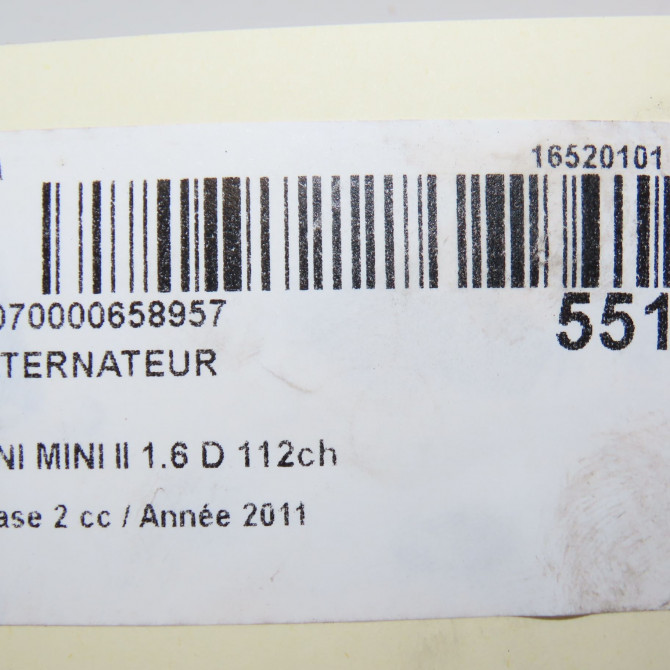 16520101
070000658957
551
TERNATEUR
NI MINI II 1.6 D 112ch
ase 2 cc / Année 2011